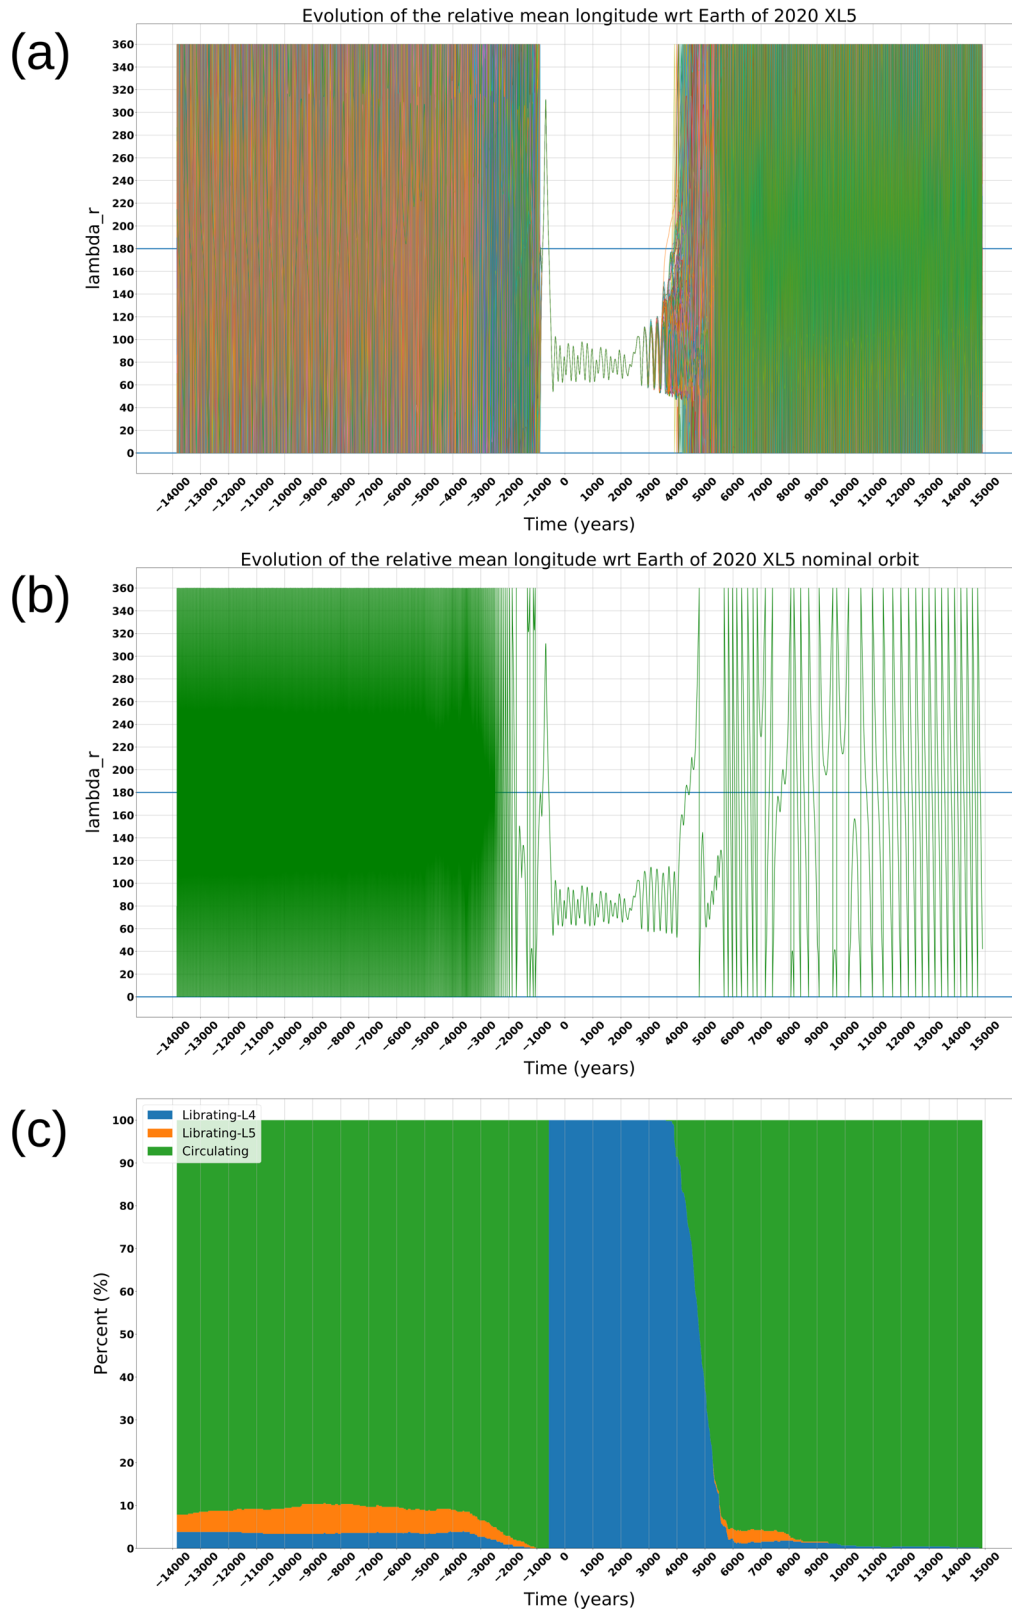 (a)
Evolution of the relative mean longitude wrt Earth of 2020 XL5
360
340
320
300
280
260
240
220
200
180
160
140
120
100
80
60
40
20
0
lambda_r
−14000 −13000 −12000 −11000 −10000 −9000 −8000 −7000 −6000 −5000 −4000 −3000 −2000 −1000 0 1000 2000 3000 4000 5000 6000 7000 8000 9000 10000 11000 12000 13000 14000 15000
Time (years)
(b)
Evolution of the relative mean longitude wrt Earth of 2020 XL5 nominal orbit
360
340
320
300
280
260
240
220
200
180
160
140
120
100
80
60
40
20
0
lambda_r
−14000 −13000 −12000 −11000 −10000 −9000 −8000 −7000 −6000 −5000 −4000 −3000 −2000 −1000 0 1000 2000 3000 4000 5000 6000 7000 8000 9000 10000 11000 12000 13000 14000 15000
Time (years)
(c)
Librating-L4
Librating-L5
Circulating
100
90
80
70
60
50
40
30
20
10
0
Percent (%)
−14000 −13000 −12000 −11000 −10000 −9000 −8000 −7000 −6000 −5000 −4000 −3000 −2000 −1000 0 1000 2000 3000 4000 5000 6000 7000 8000 9000 10000 11000 12000 13000 14000 15000
Time (years)